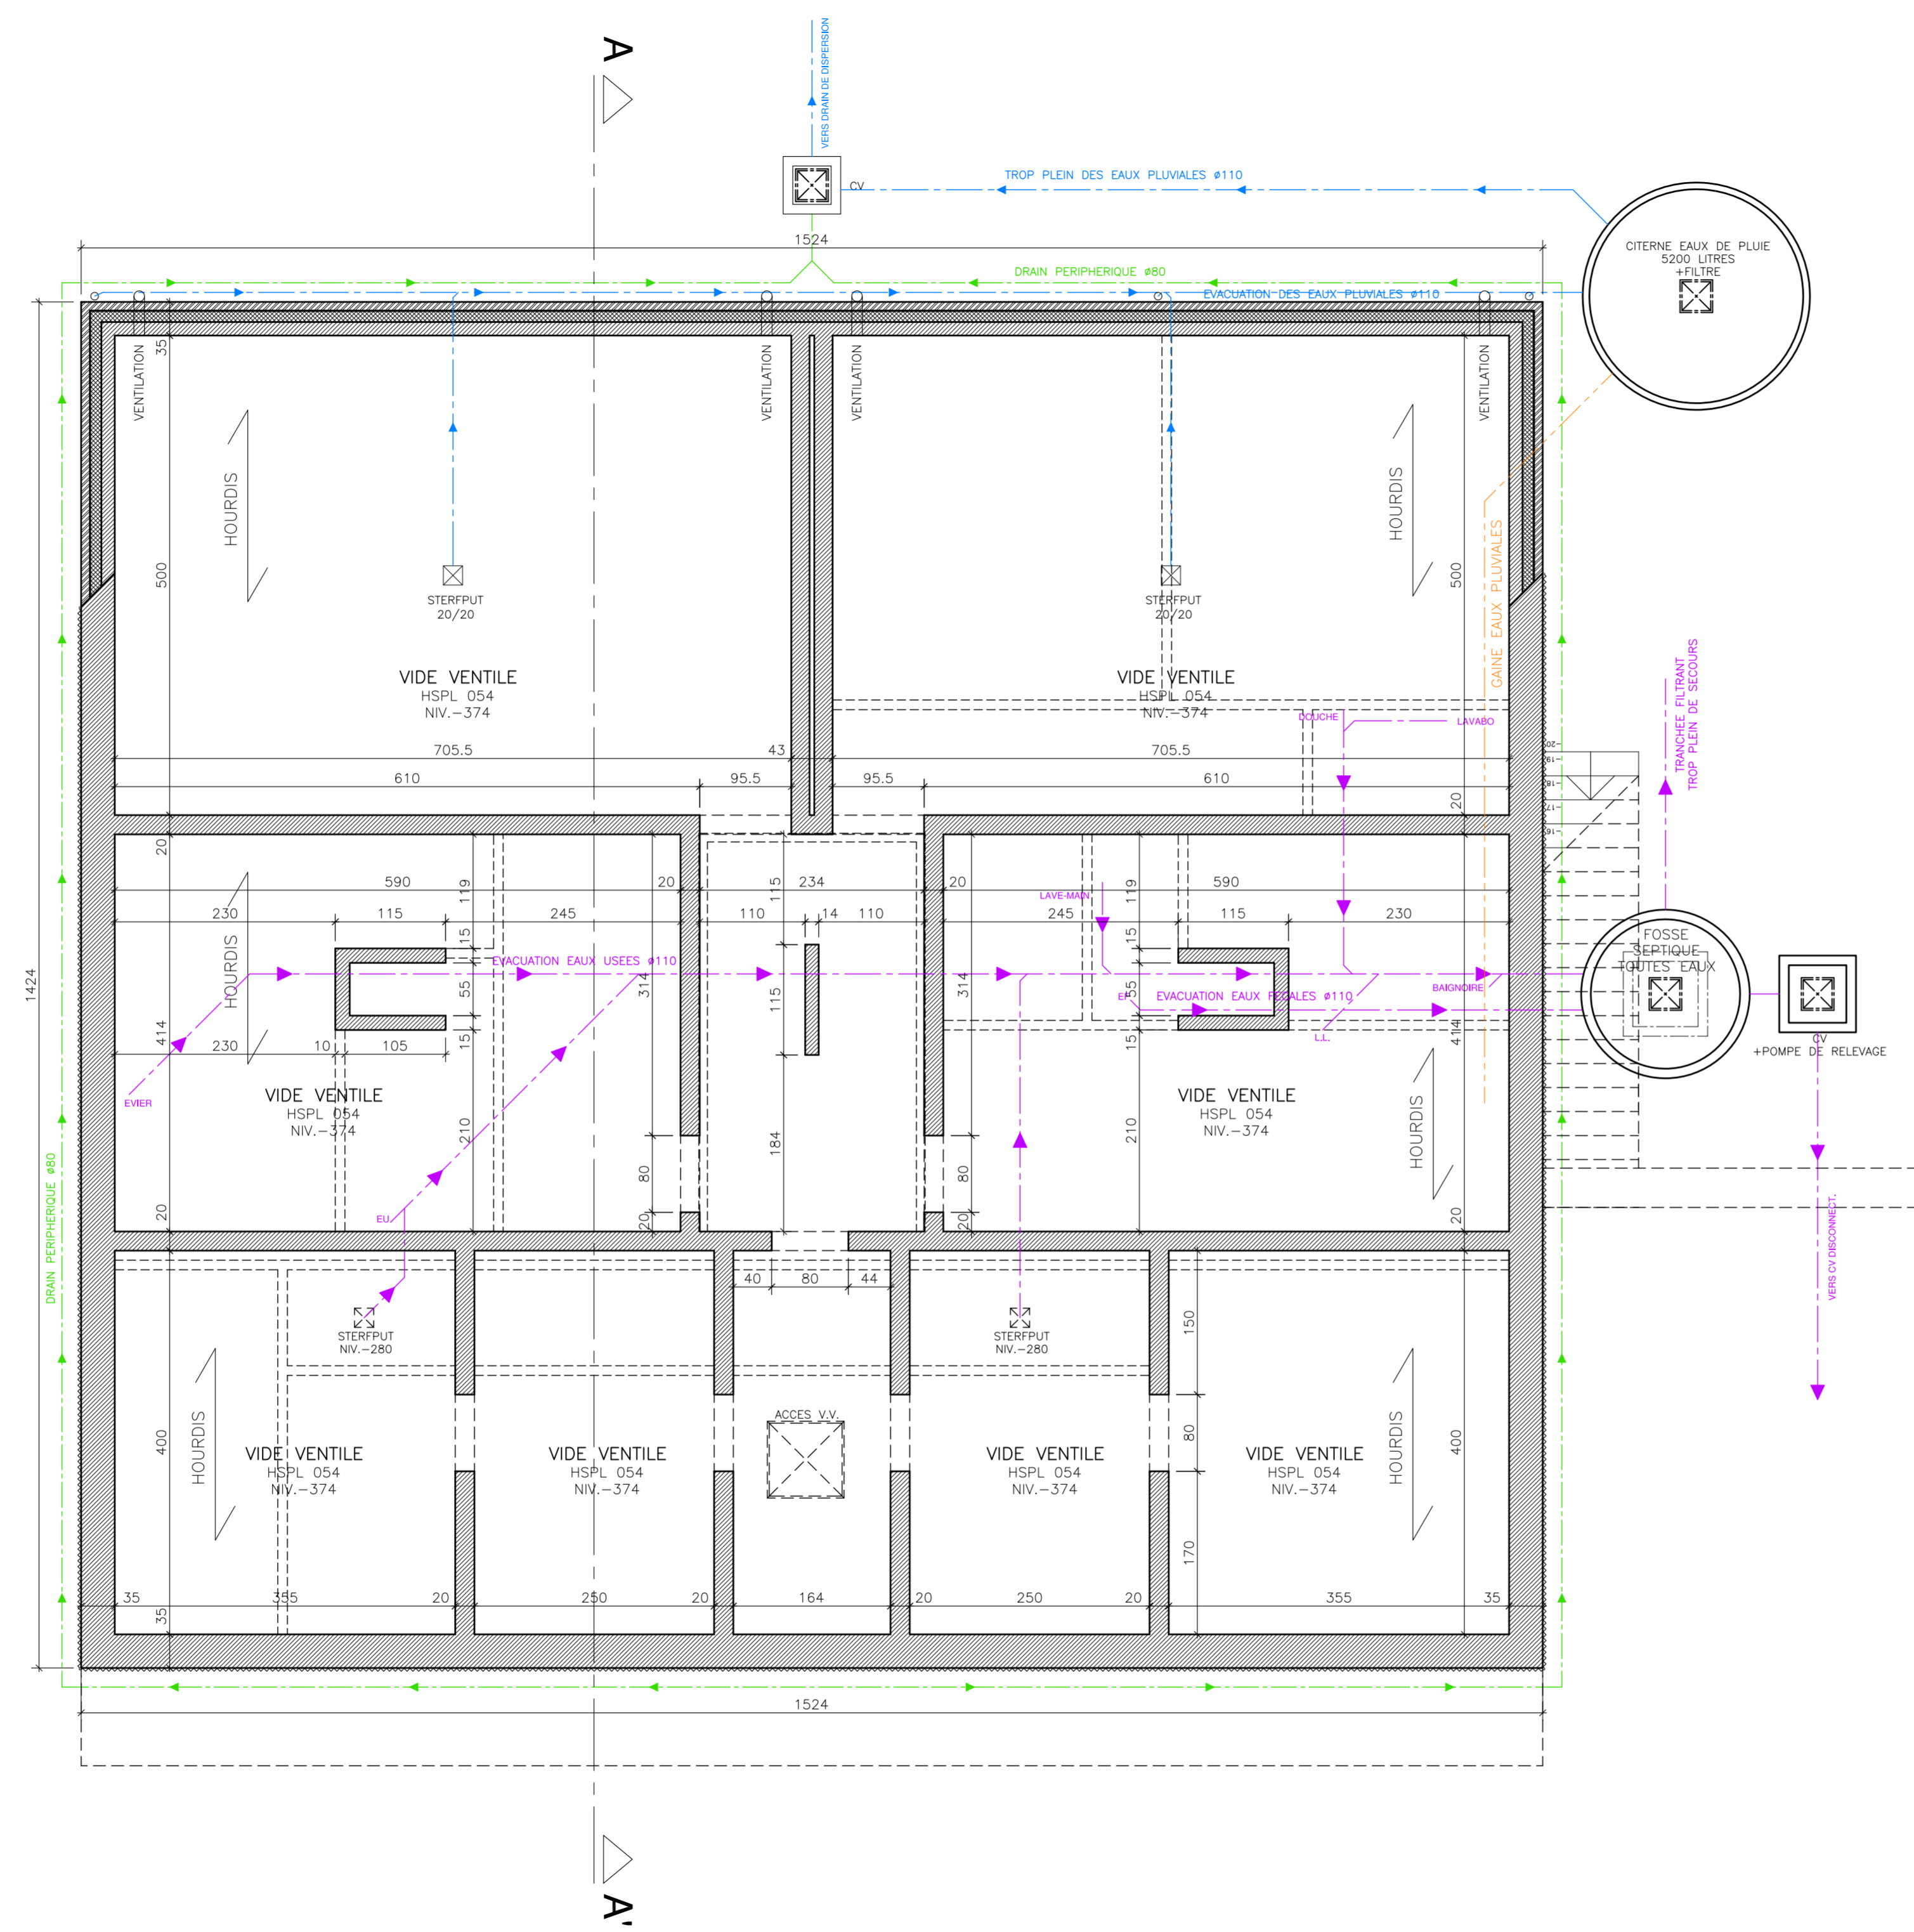 A
VERS DRAIN DE DISPERSION
CV
TROP PLEIN DES EAUX PLUVIALES ø110
CITERNE EAUX DE PLUIE
5200 LITRES
+FILTRE
1524
DRAIN PERIPHERIQUE ø80
EVACUATION DES EAUX PLUVIALES ø110
35
VENTILATION
VENTILATION
VENTILATION
VENTILATION
HOURDIS
HOURDIS
500
500
GAINE EAUX PLUVIALES
STERFPUT
20/20
STERFPUT
20/20
VIDE VENTILE
HSPL 054
NIV.-374
VIDE VENTILE
HSPL 054
NIV.-374
DOUCHE
LAVABO
TRANCHEE FILTRANT
TROP PLEIN DE SECOURS
705.5
43
705.5
610
95.5
95.5
610
20
-20
-19
-18
-17
-16
20
590
119
20
115
234
20
119
590
LAVE-MAIN
230
115
245
110
14
110
245
115
230
15
15
HOURDIS
EVACUATION EAUX USEES ø110
314
314
55
115
55
EF
EVACUATION EAUX FECALES ø110
BAIGNOIRE
FOSSE
SEPTIQUE
TOUTES EAUX
1424
414
414
15
15
L.L.
CV
+POMPE DE RELEVAGE
230
10
105
EVIER
VIDE VENTILE
HSPL 054
NIV.-374
VIDE VENTILE
HSPL 054
NIV.-374
HOURDIS
210
184
210
80
80
DRAIN PERIPHERIQUE ø80
EU
20
20
20
20
VERS CV DISCONNECT.
40
80
44
STERFPUT
NIV.-280
STERFPUT
NIV.-280
150
HOURDIS
HOURDIS
ACCES V.V.
400
80
400
VIDE VENTILE
HSPL 054
NIV.-374
VIDE VENTILE
HSPL 054
NIV.-374
VIDE VENTILE
HSPL 054
NIV.-374
VIDE VENTILE
HSPL 054
NIV.-374
170
35
355
20
250
20
164
20
250
20
355
35
35
1524
A'